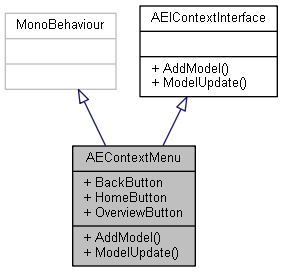 MonoBehaviour
AEIContextInterface
+ AddModel()
+ ModelUpdate()
AEContextMenu
+ BackButton
+ HomeButton
+ OverviewButton
+ AddModel()
+ ModelUpdate()